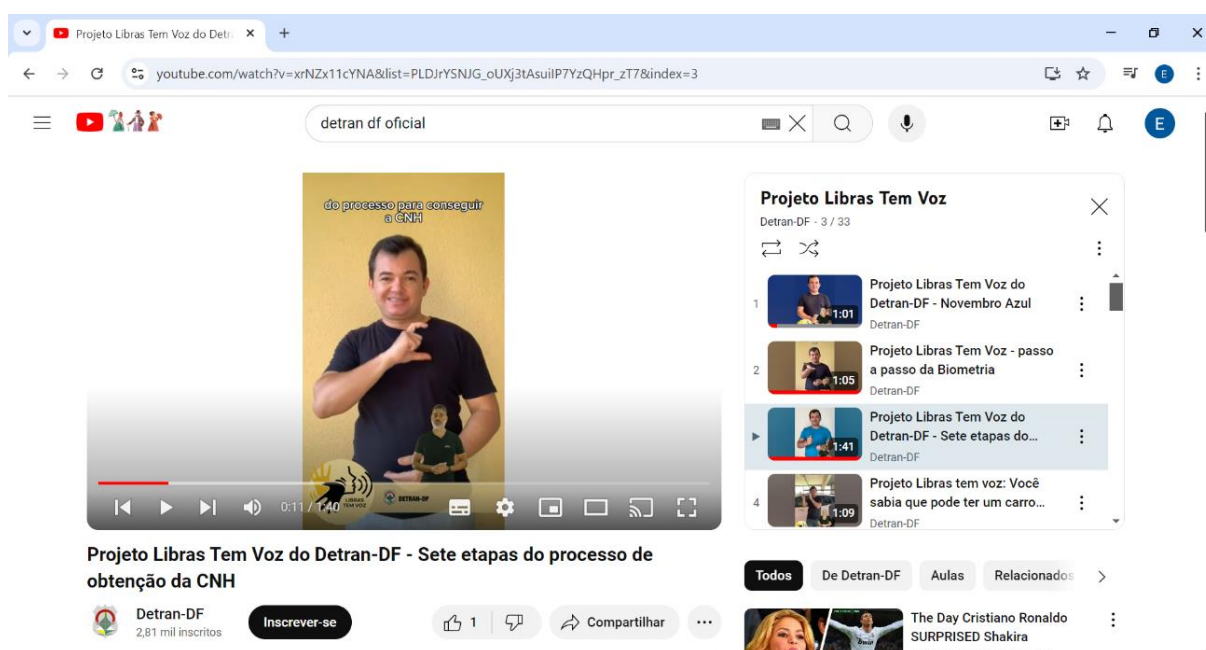 Projeto Libras Tem Voz do Detr
youtube.com/watch?v=xrNZx11cYNA&list=PLDJrYSNJG_oUXj3tAsuilP7YzQHpr_zT7&index=3
E
detran df oficial
E
do processo para conseguir
a CNH
LIBRAS
TEM VOZ
DETRAN-DF
0:11 / 1:40
Projeto Libras Tem Voz do Detran-DF - Sete etapas do processo de
obtenção da CNH
Detran-DF
2,81 mil inscritos
Inscrever-se
1
Compartilhar
Projeto Libras Tem Voz
Detran-DF - 3 / 33
1
1:01
Projeto Libras Tem Voz do
Detran-DF - Novembro Azul
Detran-DF
2
1:05
Projeto Libras Tem Voz - passo
a passo da Biometria
Detran-DF
1:41
Projeto Libras Tem Voz do
Detran-DF - Sete etapas do...
Detran-DF
4
1:09
Projeto Libras tem voz: Você
sabia que pode ter um carro...
Detran-DF
Todos
De Detran-DF
Aulas
Relacionados
The Day Cristiano Ronaldo
SURPRISED Shakira